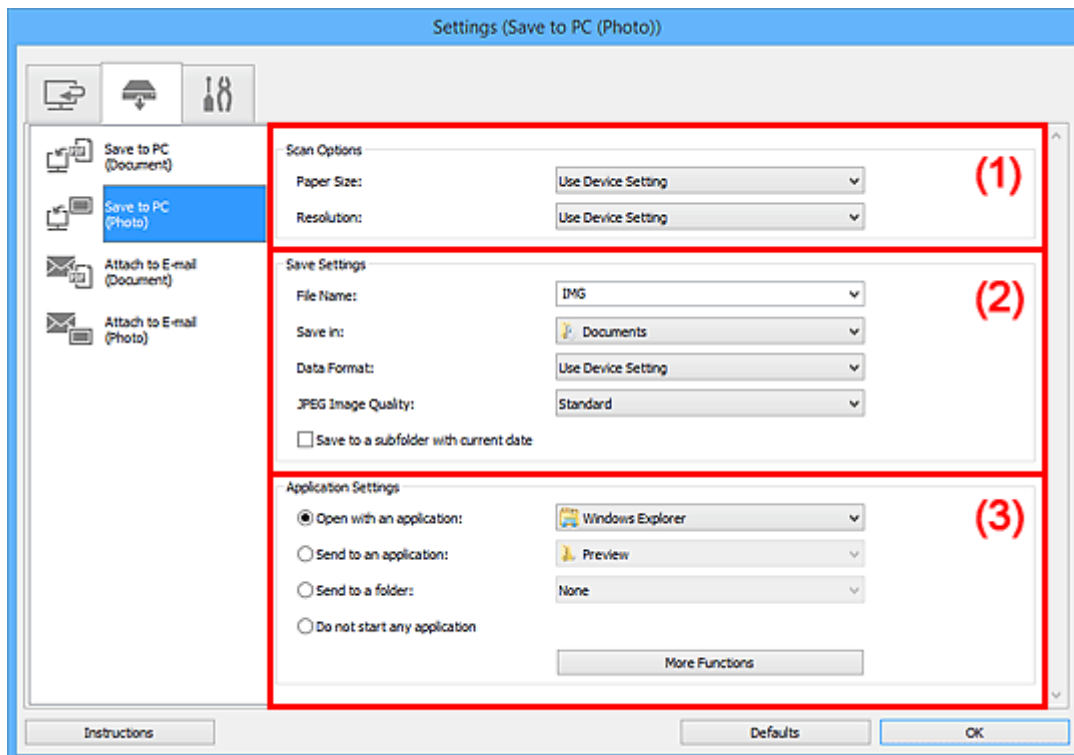 Settings (Save to PC (Photo))
Save to PC
(Document)
Save to PC
(Photo)
Attach to E-mail
(Document)
Attach to E-mail
(Photo)
Scan Options
(1)
Paper Size: Use Device Setting
Resolution: Use Device Setting
Save Settings
(2)
File Name: IMG
Save in: Documents
Data Format: Use Device Setting
JPEG Image Quality: Standard
Save to a subfolder with current date
Application Settings
(3)
Open with an application: Windows Explorer
Send to an application: Preview
Send to a folder: None
Do not start any application
More Functions
Instructions Defaults OK